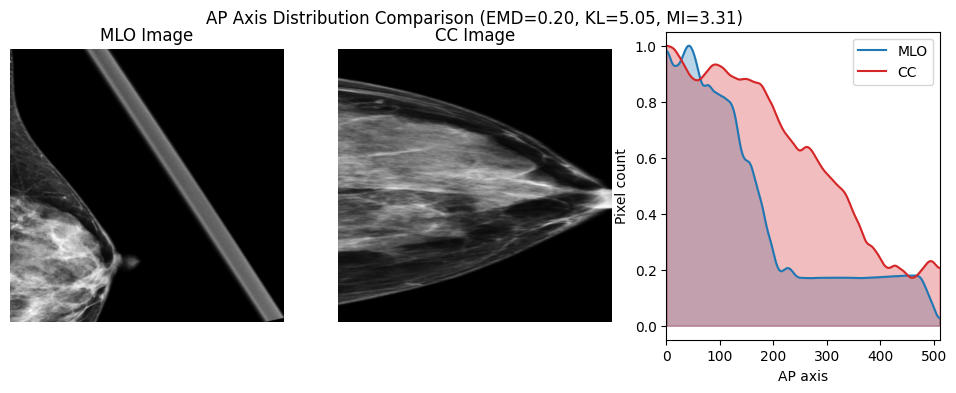 AP Axis Distribution Comparison (EMD=0.20, KL=5.05, MI=3.31)
MLO Image
CC Image
MLO
CC
Pixel count
1.0
0.8
0.6
0.4
0.2
0.0
0 100 200 300 400 500
AP axis